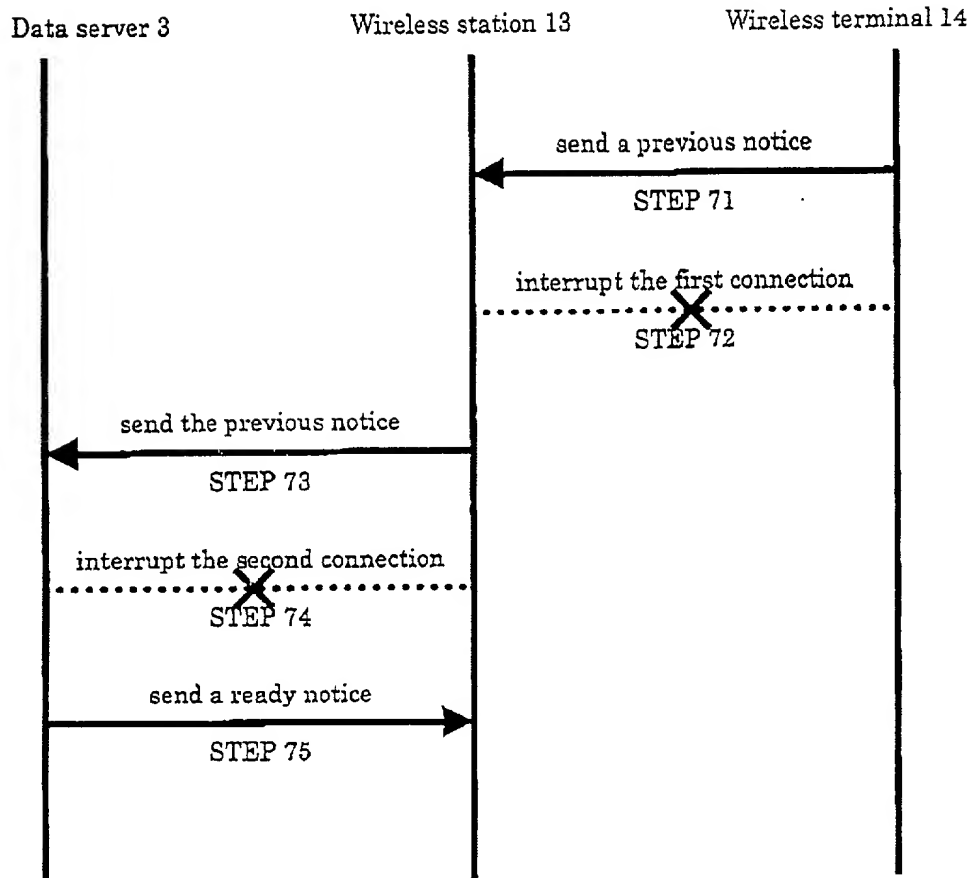 Data server 3
Wireless station 13
Wireless terminal 14
send a previous notice
STEP 71
interrupt the first connection
STEP 72
send the previous notice
STEP 73
interrupt the second connection
STEP 74
send a ready notice
STEP 75